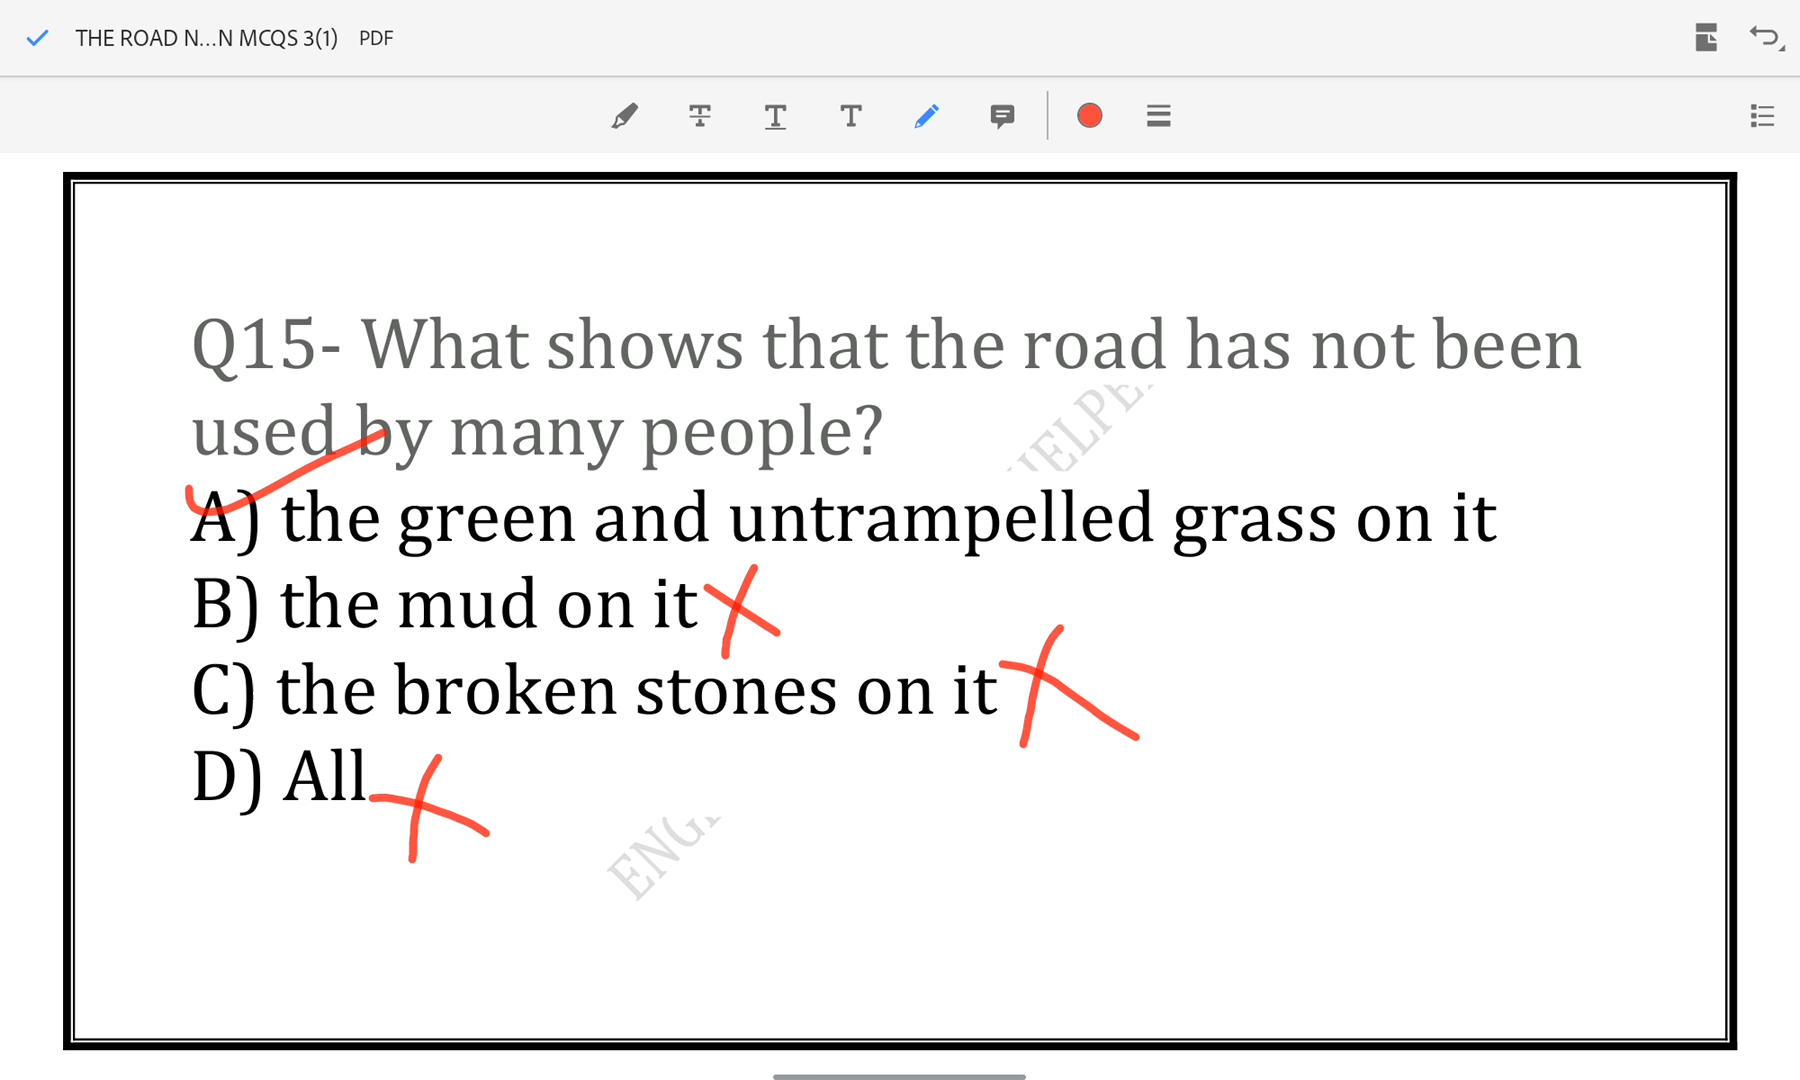 THE ROAD N...N MCQS 3(1) PDF
Q15- What shows that the road has not been
used by many people?
A) the green and untrampelled grass on it
B) the mud on it
C) the broken stones on it
D) All